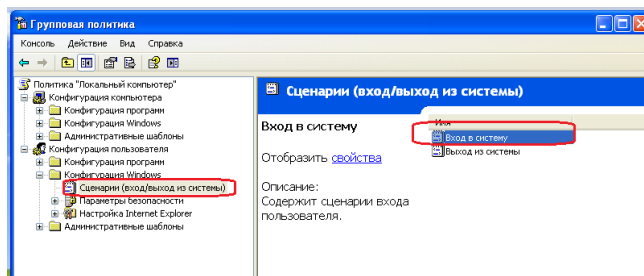 Групповая политика
Консоль Действие Вид Справка
Политика "Локальный компьютер"
Конфигурация компьютера
Конфигурация программ
Конфигурация Windows
Административные шаблоны
Конфигурация пользователя
Конфигурация программ
Конфигурация Windows
Сценарии (вход/выход из системы)
Параметры безопасности
Настройка Internet Explorer
Административные шаблоны
Сценарии (вход/выход из системы)
Вход в систему
Отобразить свойства
Описание:
Содержит сценарии входа
пользователя.
Имя
Вход в систему
Выход из системы